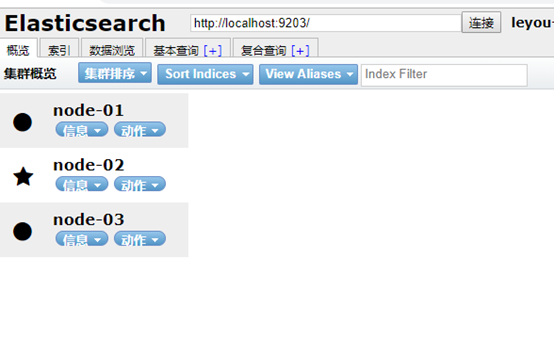 Elasticsearch http://localhost:9203/ 连接 leyou-
概览 索引 数据浏览 基本查询 [+] 复合查询 [+]
集群概览 集群排序 Sort Indices View Aliases Index Filter
node-01
信息 动作
node-02
信息 动作
node-03
信息 动作